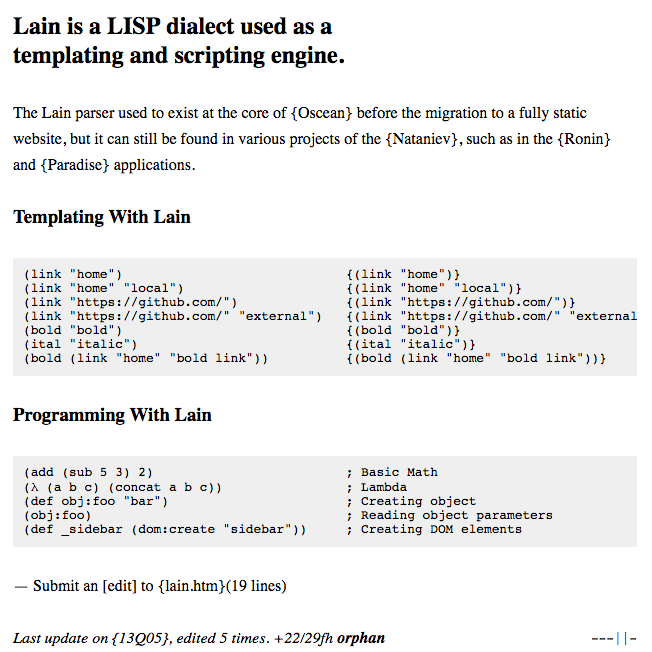 Lain is a LISP dialect used as a
templating and scripting engine.
The Lain parser used to exist at the core of {Oscean} before the migration to a fully static
website, but it can still be found in various projects of the {Nataniev}, such as in the {Ronin}
and {Paradise} applications.
Templating With Lain
(link "home") {(link "home")}
(link "home" "local") {(link "home" "local")}
(link "https://github.com/") {(link "https://github.com/")}
(link "https://github.com/" "external") {(link "https://github.com/" "external
(bold "bold") {(bold "bold")}
(ital "italic") {(ital "italic")}
(bold (link "home" "bold link")) {(bold (link "home" "bold link"))}
Programming With Lain
(add (sub 5 3) 2) ; Basic Math
(λ (a b c) (concat a b c)) ; Lambda
(def obj:foo "bar") ; Creating object
(obj:foo) ; Reading object parameters
(def _sidebar (dom:create "sidebar")) ; Creating DOM elements
— Submit an [edit] to {lain.htm}(19 lines)
Last update on {13Q05}, edited 5 times. +22/29fh orphan ---||-